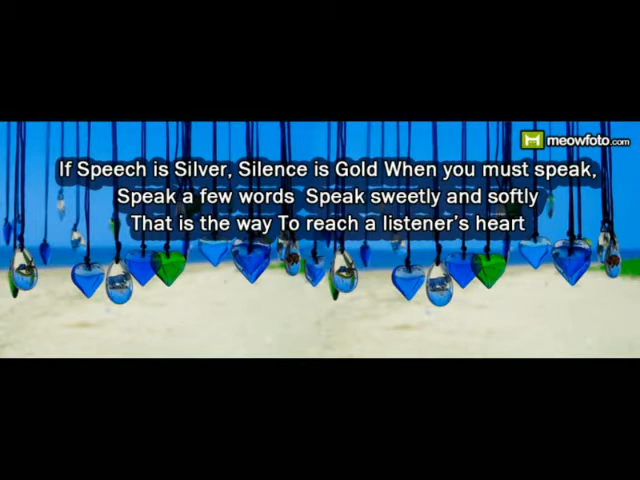 meowfoto.com
If Speech is Silver, Silence is Gold When you must speak,
Speak a few words Speak sweetly and softly
That is the way To reach a listener's heart